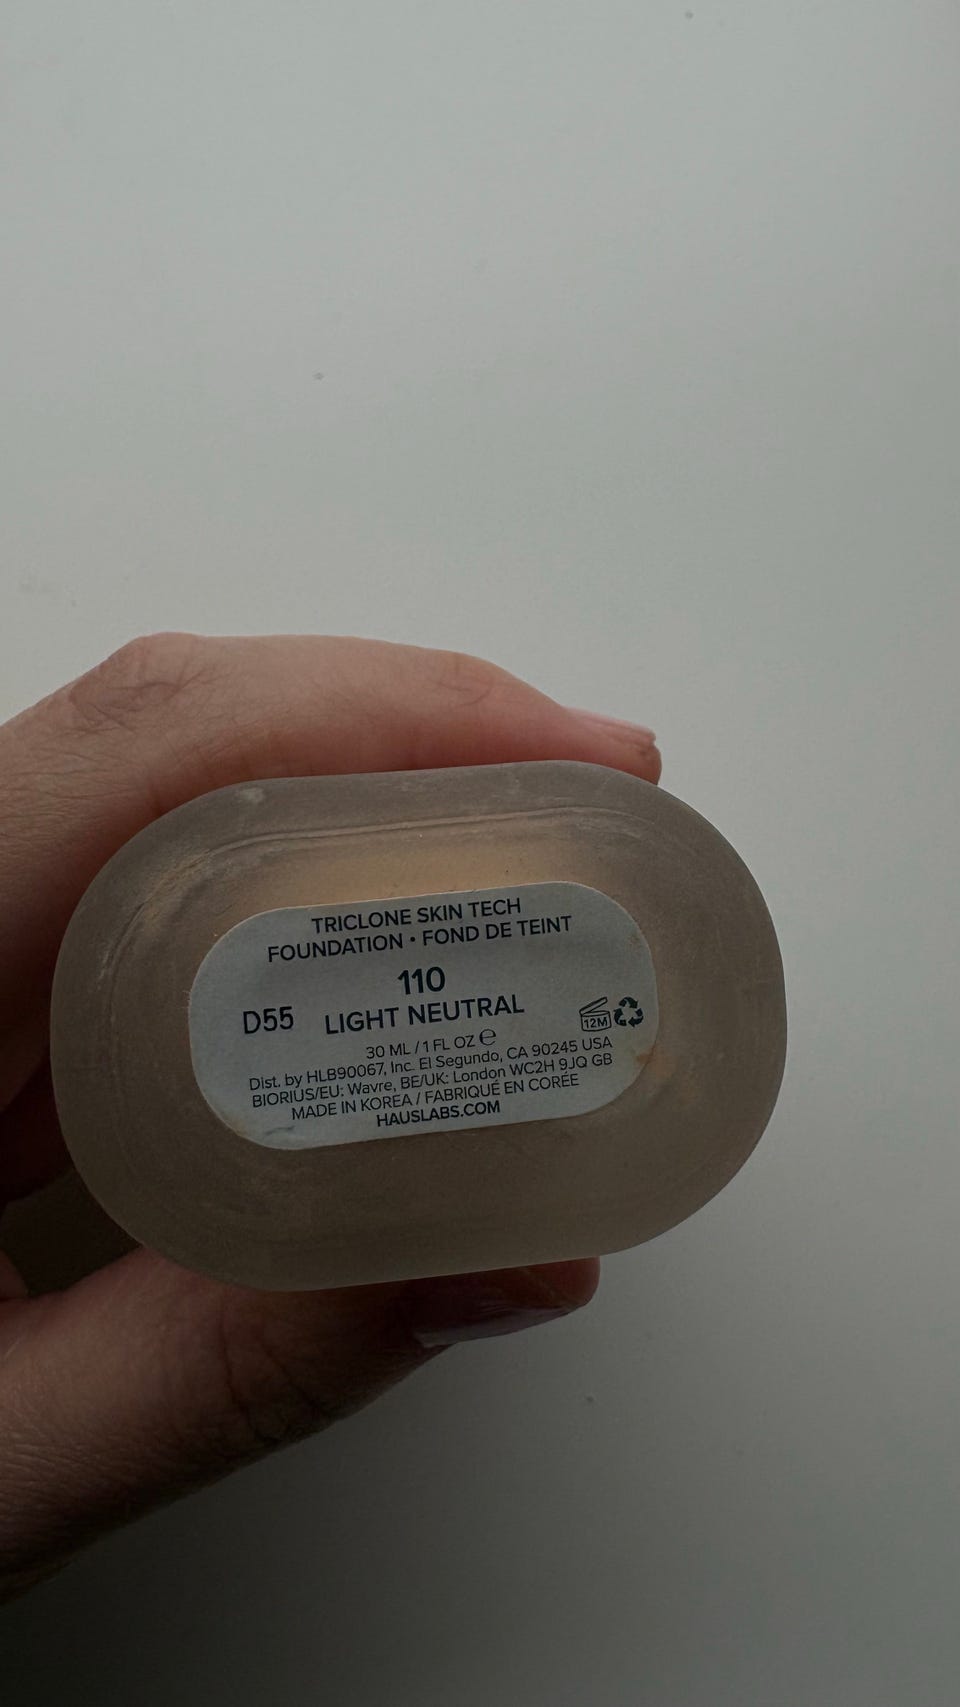 TRICLONE SKIN TECH
FOUNDATION • FOND DE TEINT
110
D55 LIGHT NEUTRAL
12M
30 ML / 1 FL OZ ℮
Dist. by HLB90067, Inc. El Segundo, CA 90245 USA
BIORIUS/EU: Wavre, BE/UK: London WC2H 9JQ GB
MADE IN KOREA / FABRIQUÉ EN CORÉE
HAUSLABS.COM